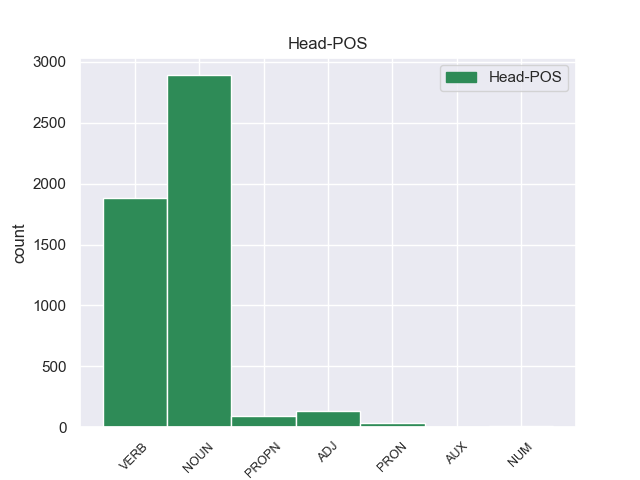 Head-POS
Head-POS
3000
2500
2000
1500
1000
500
0
count
VERB
NOUN
PROPN
ADJ
PRON
AUX
NUM